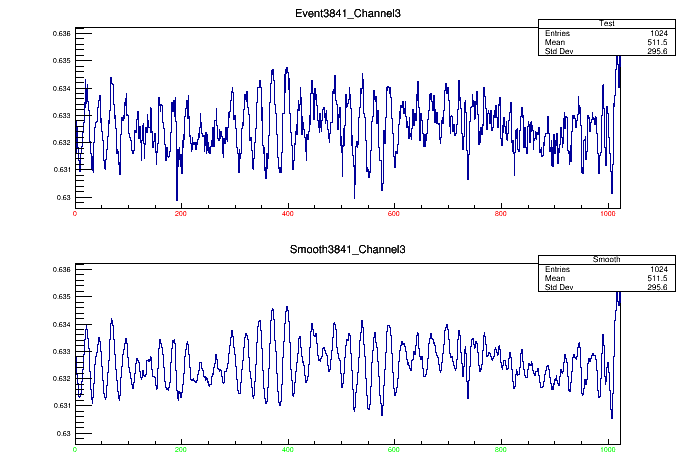 Event3841_Channel3
Test
Entries 1024
Mean 511.5
Std Dev 295.6
0.636
0.635
0.634
0.633
0.632
0.631
0.63
0 200 400 600 800 1000
Smooth3841_Channel3
Smooth
Entries 1024
Mean 511.5
Std Dev 295.6
0.636
0.635
0.634
0.633
0.632
0.631
0.63
0 200 400 600 800 1000